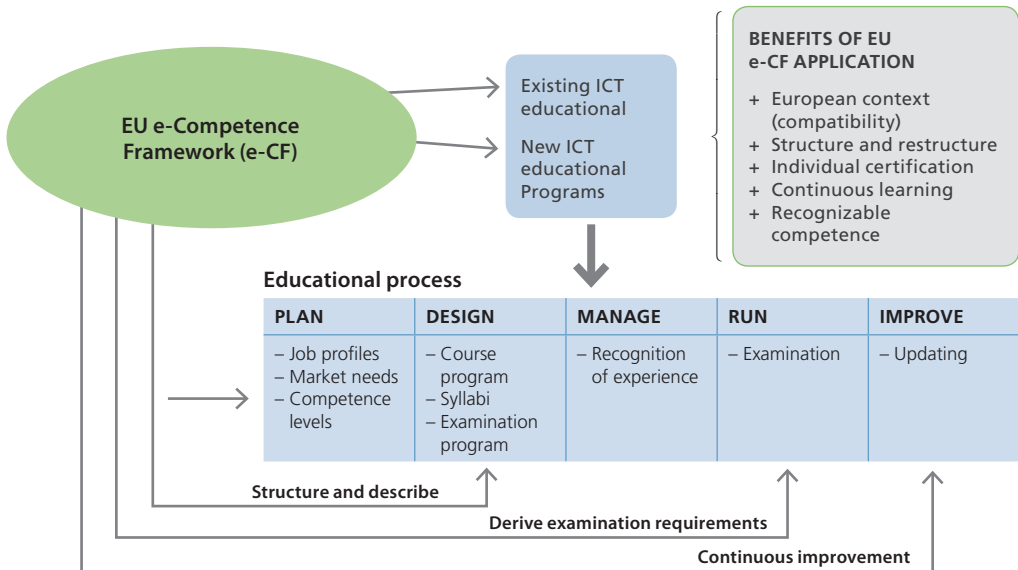 EU e-Competence
Framework (e-CF)
Existing ICT
educational
New ICT
educational
Programs
BENEFITS OF EU
e-CF APPLICATION
+ European context
(compatibility)
+ Structure and restructure
+ Individual certification
+ Continuous learning
+ Recognizable
competence
Educational process
PLAN
– Job profiles
– Market needs
– Competence
levels
DESIGN
– Course
program
– Syllabi
– Examination
program
MANAGE
– Recognition
of experience
RUN
– Examination
IMPROVE
– Updating
Structure and describe
Derive examination requirements
Continuous improvement